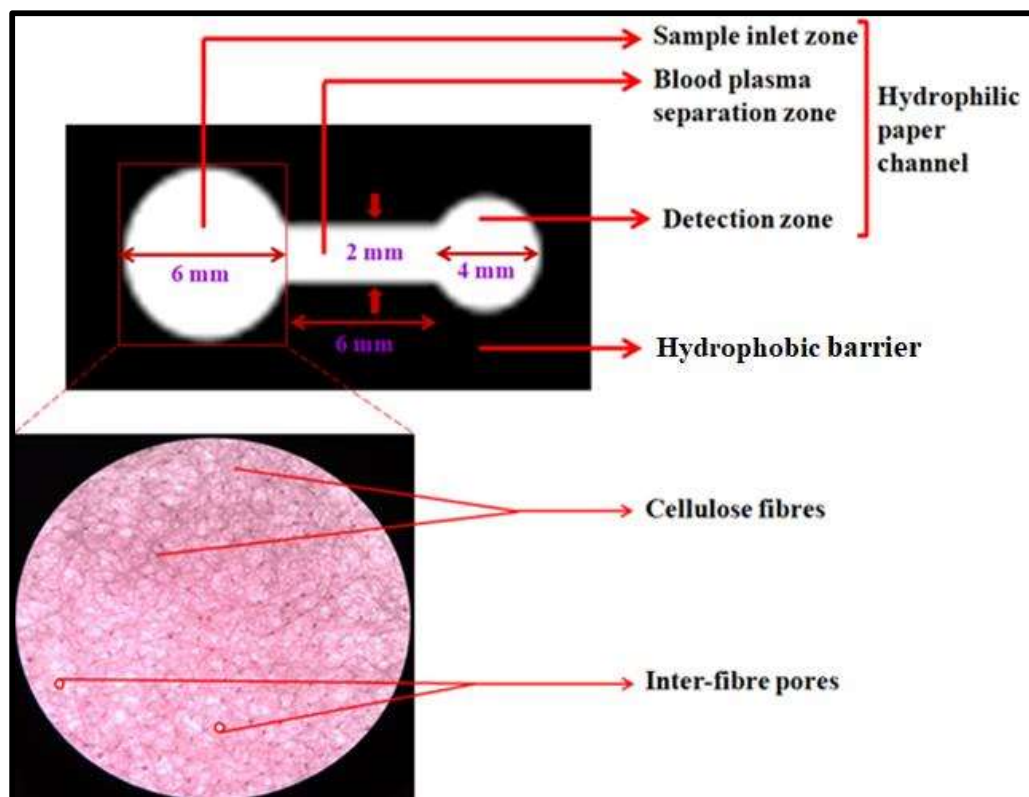 Sample inlet zone
Blood plasma
separation zone
Hydrophilic
paper
channel
Detection zone
6 mm
2 mm
4 mm
6 mm
Hydrophobic barrier
Cellulose fibres
Inter-fibre pores